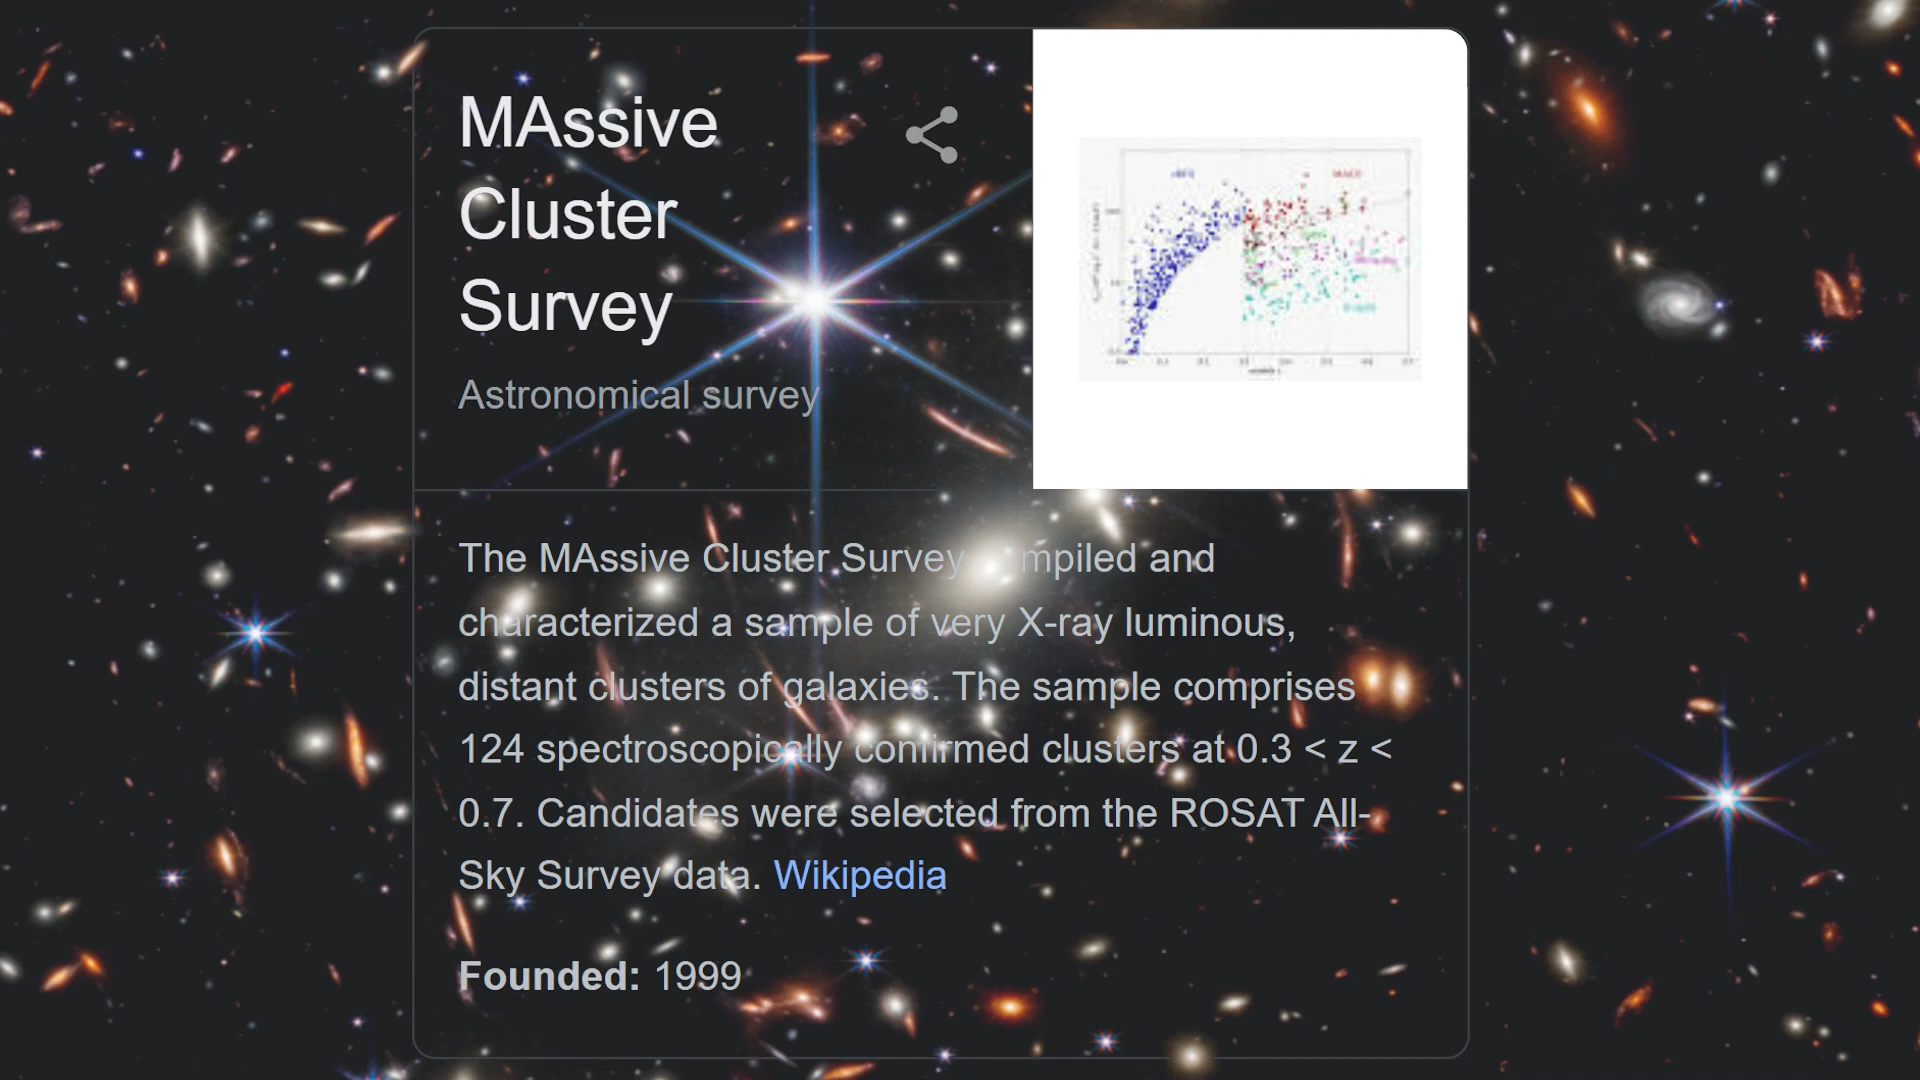 MAssive
Cluster
Survey
Astronomical survey
The MAssive Cluster Survey compiled and
characterized a sample of very X-ray luminous,
distant clusters of galaxies. The sample comprises
124 spectroscopically confirmed clusters at 0.3 < z <
0.7. Candidates were selected from the ROSAT All-
Sky Survey data. Wikipedia
Founded: 1999